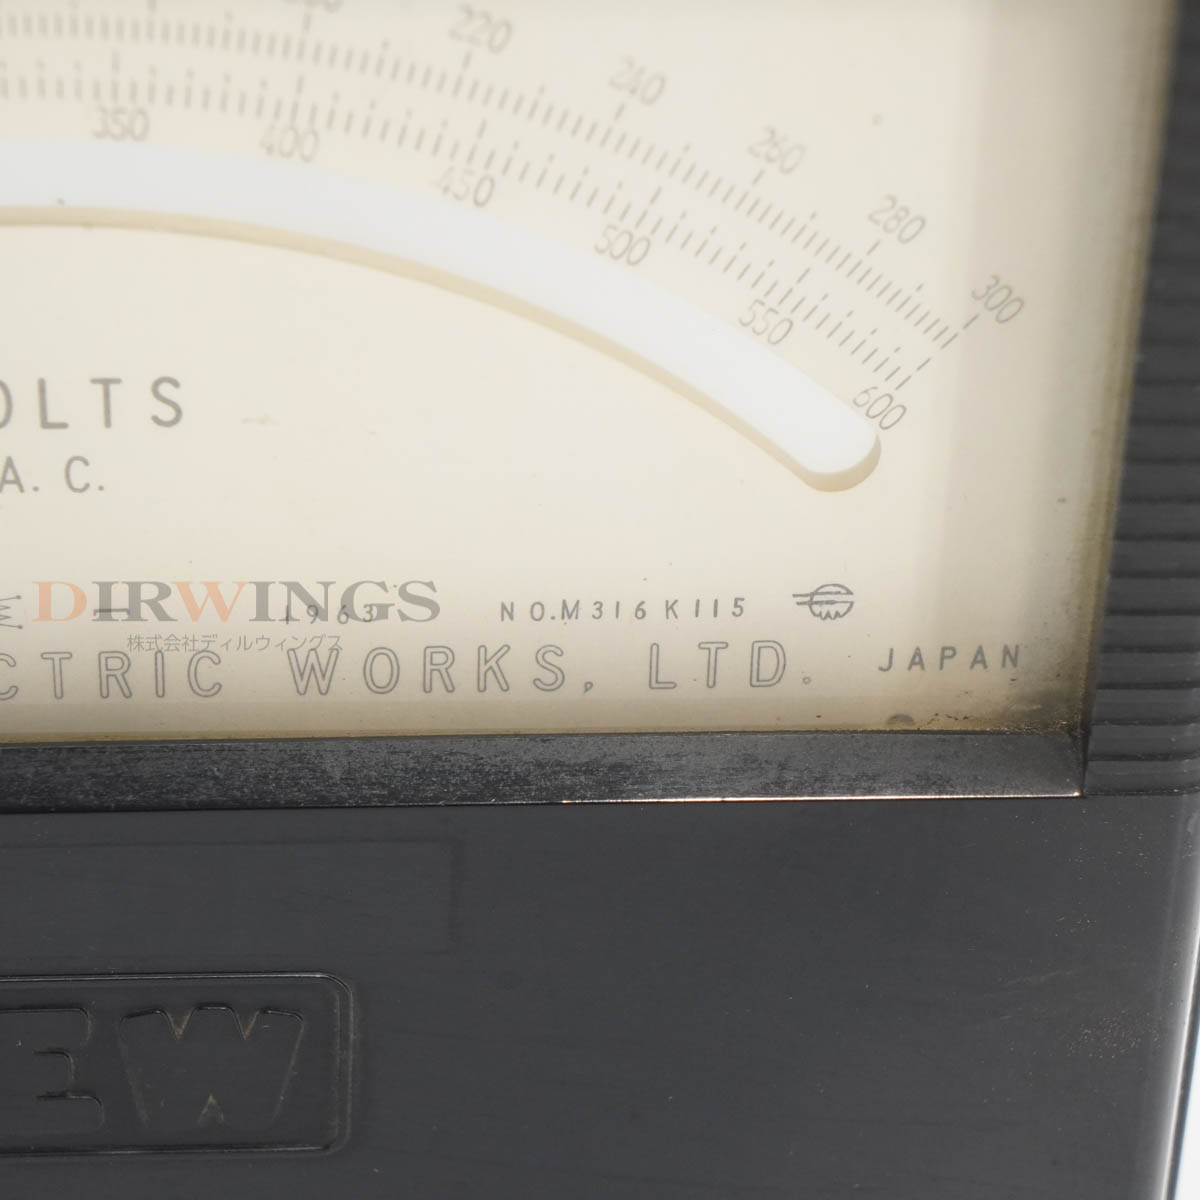 220 240 260 280 300
350 400 450 500 550 600
OLTS
A. C.
DIRWINGS
1963 NO.M316K115
株式会社ディルウィングス
CTRIC WORKS, LTD. JAPAN
EW